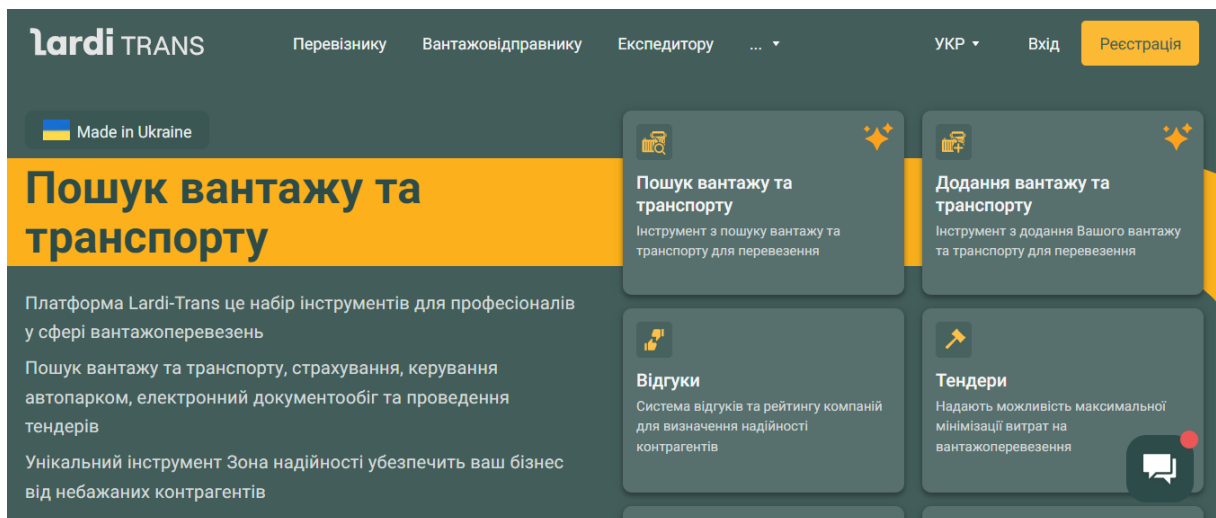 lardi TRANS
Перевізнику
Вантажовідправнику
Експедитору
...
УКР
Вхід
Реєстрація
Made in Ukraine
Пошук вантажу та
транспорту
Платформа Lardi-Trans це набір інструментів для професіоналів
у сфері вантажоперевезень
Пошук вантажу та транспорту, страхування, керування
автопарком, електронний документообіг та проведення
тендерів
Унікальний інструмент Зона надійності убезпечить ваш бізнес
від небажаних контрагентів
Пошук вантажу та
транспорту
Інструмент з пошуку вантажу та
транспорту для перевезення
Додання вантажу та
транспорту
Інструмент з додання Вашого вантажу
та транспорту для перевезення
Відгуки
Система відгуків та рейтингу компаній
для визначення надійності
контрагентів
Тендери
Надають можливість максимальної
мінімізації витрат на
вантажоперевезення